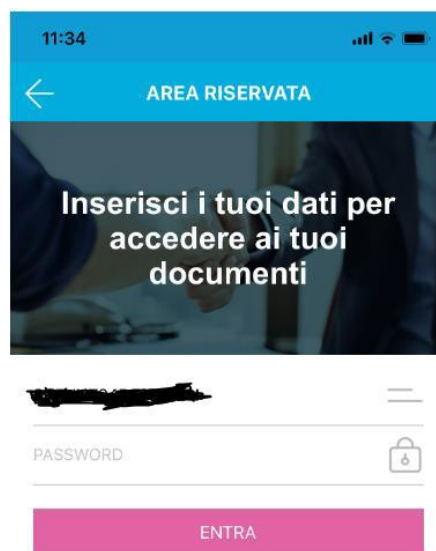 11:34
AREA RISERVATA
Inserisci i tuoi dati per
accedere ai tuoi
documenti
PASSWORD
ENTRA